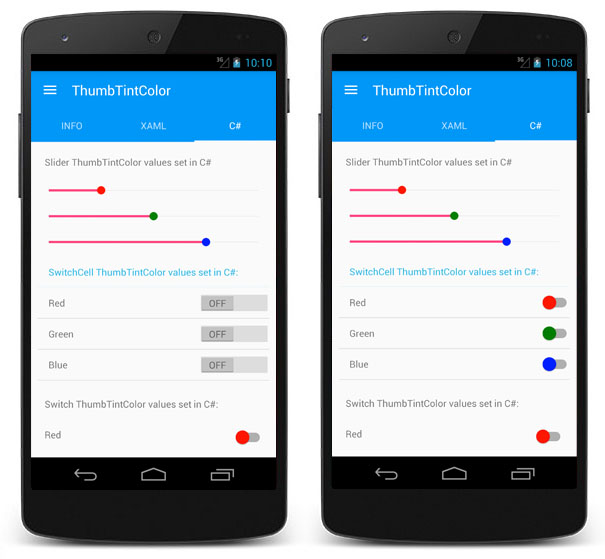 3G 10:10
ThumbTintColor
INFO XAML C#
Slider ThumbTintColor values set in C#
SwitchCell ThumbTintColor values set in C#:
Red OFF
Green OFF
Blue OFF
Switch ThumbTintColor values set in C#:
Red
3G 10:08
ThumbTintColor
INFO XAML C#
Slider ThumbTintColor values set in C#
SwitchCell ThumbTintColor values set in C#:
Red
Green
Blue
Switch ThumbTintColor values set in C#:
Red